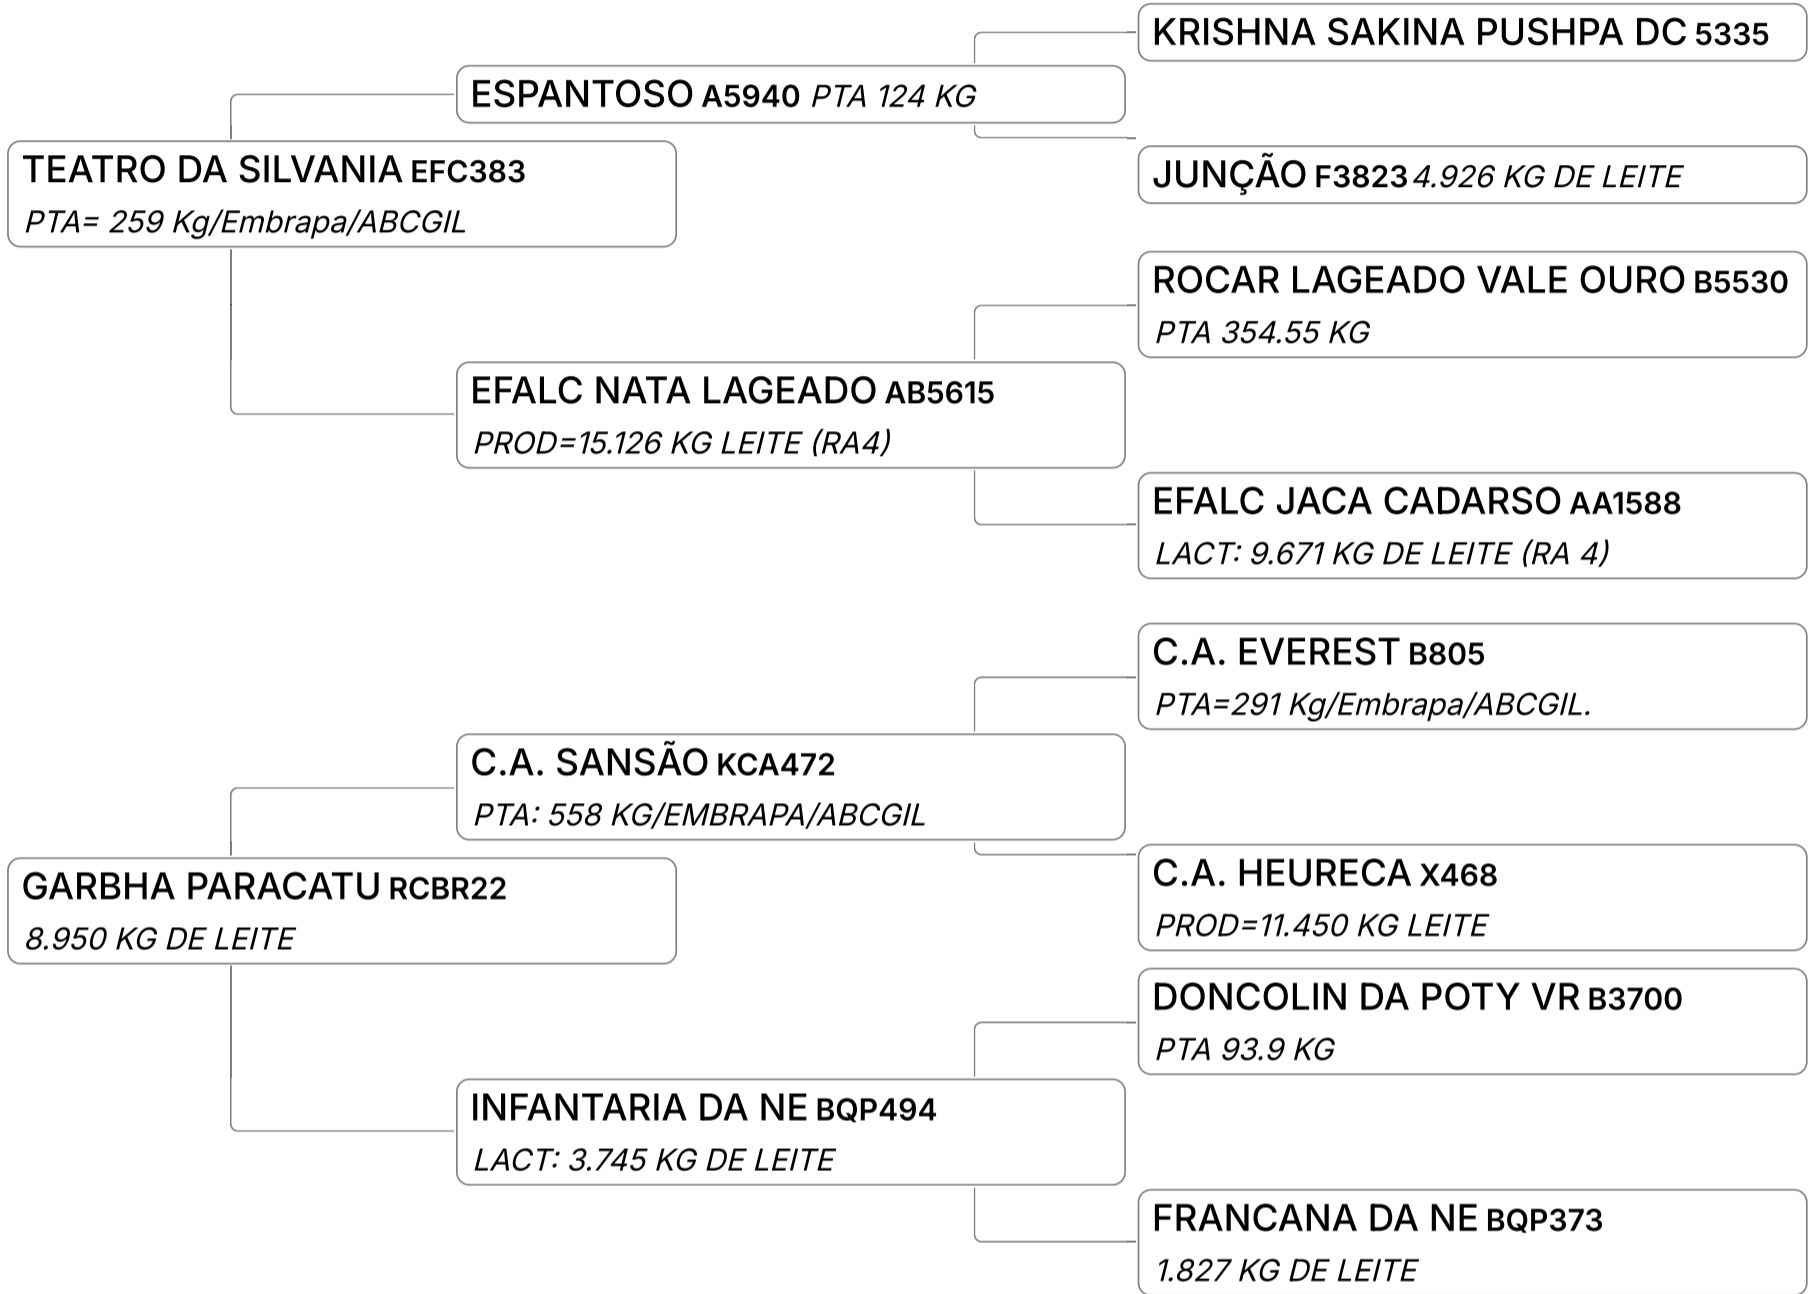 KRISHNA SAKINA PUSHPA DC 5335
ESPANTOSO A5940 PTA 124 KG
JUNÇÃO F3823 4.926 KG DE LEITE
TEATRO DA SILVANIA EFC383
PTA= 259 Kg/Embrapa/ABCGIL
ROCAR LAGEADO VALE OURO B5530
PTA 354.55 KG
EFALC NATA LAGEADO AB5615
PROD=15.126 KG LEITE (RA4)
EFALC JACA CADARSO AA1588
LACT: 9.671 KG DE LEITE (RA 4)
C.A. EVEREST B805
PTA=291 Kg/Embrapa/ABCGIL.
C.A. SANSÃO KCA472
PTA: 558 KG/EMBRAPA/ABCGIL
C.A. HEURECA X468
PROD=11.450 KG LEITE
GARBHA PARACATU RCBR22
8.950 KG DE LEITE
DONCOLIN DA POTY VR B3700
PTA 93.9 KG
INFANTARIA DA NE BQP494
LACT: 3.745 KG DE LEITE
FRANCANA DA NE BQP373
1.827 KG DE LEITE